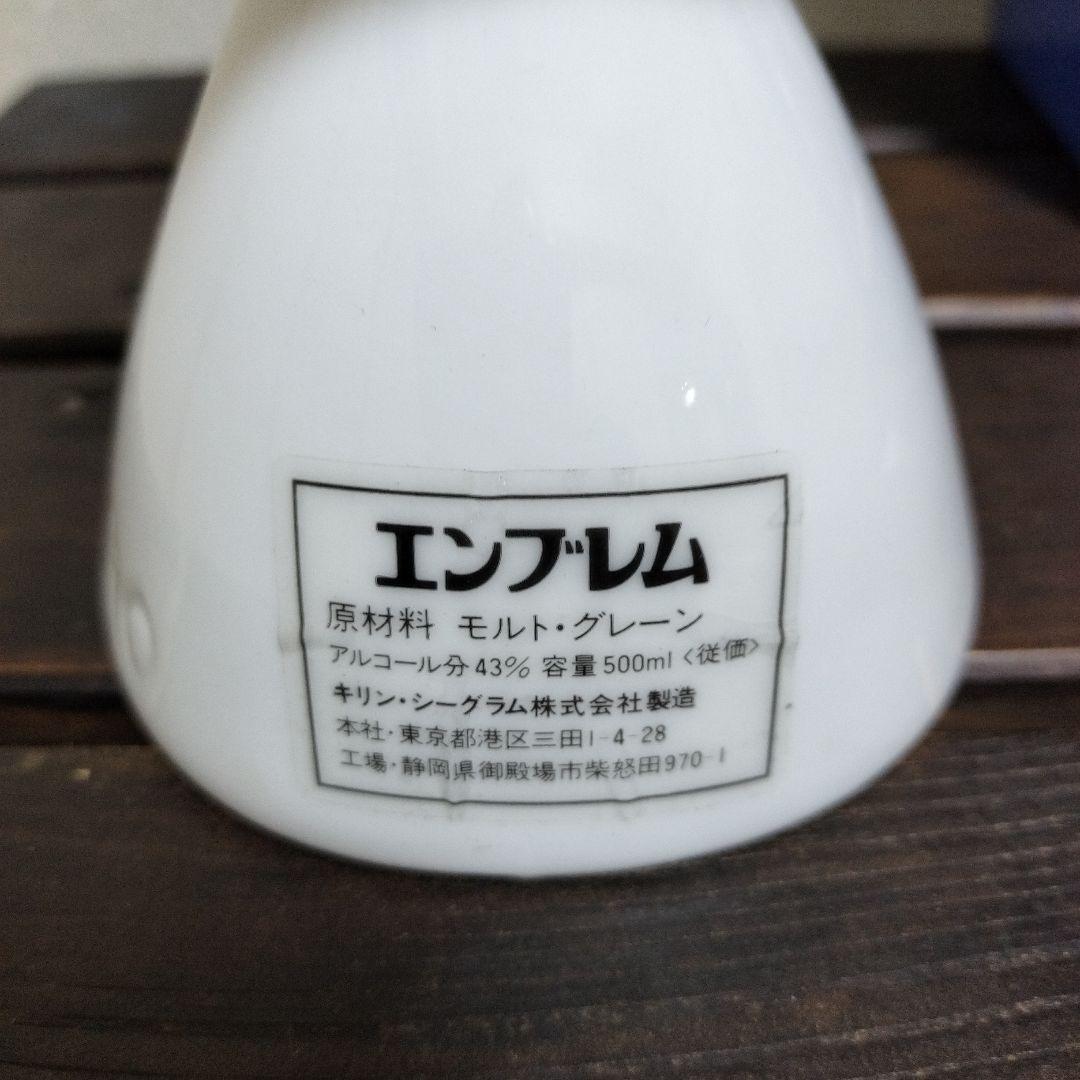 エンブレム
原材料 モルト・グレーン
アルコール分43% 容量500ml <従価>
キリン・シーグラム株式会社製造
本社・東京都港区三田1-4-28
工場・静岡県御殿場市柴怒田970-1